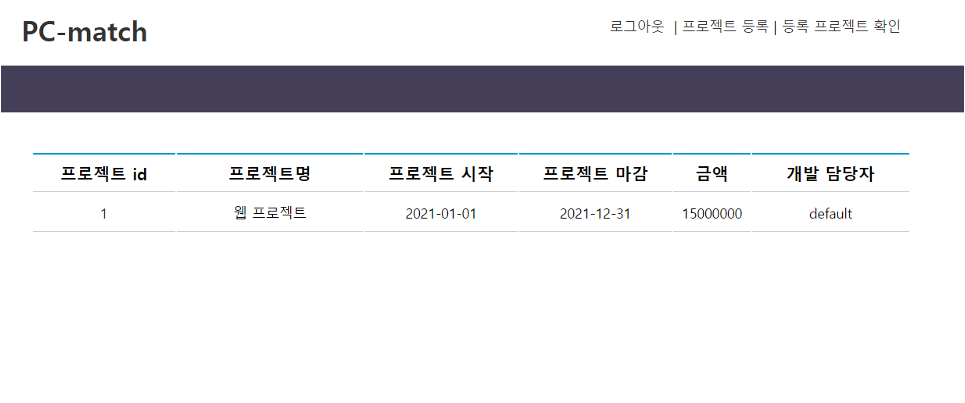 PC-match
로그아웃 | 프로젝트 등록 | 등록 프로젝트 확인
프로젝트 id 프로젝트명 프로젝트 시작 프로젝트 마감 금액 개발 담당자
1 웹 프로젝트 2021-01-01 2021-12-31 15000000 default